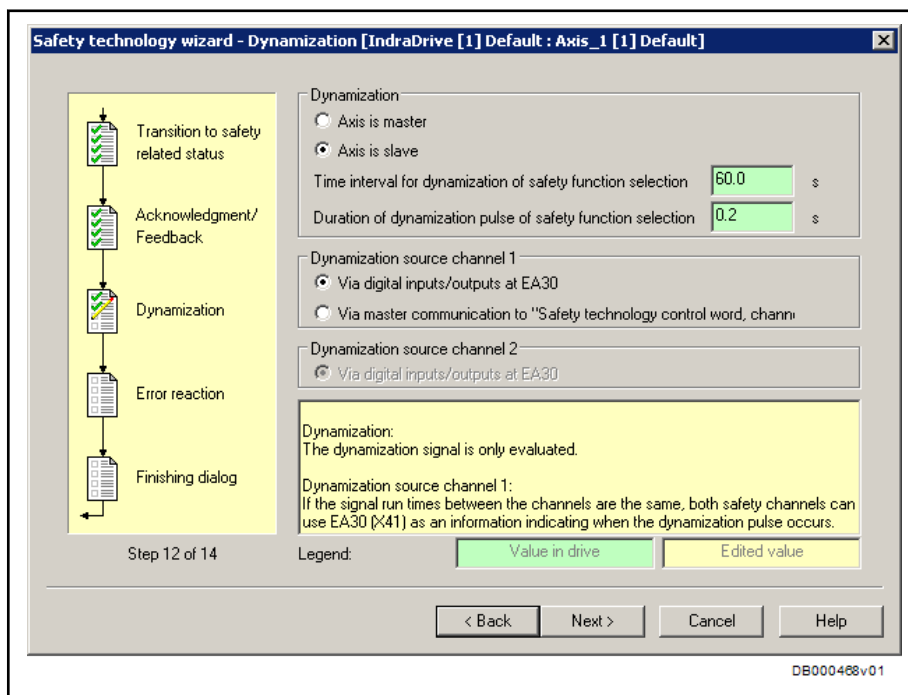 Safety technology wizard - Dynamization [IndraDrive [1] Default : Axis_1 [1] Default]
Transition to safety
related status
Acknowledgment/
Feedback
Dynamization
Error reaction
Finishing dialog
Step 12 of 14
Dynamization
Axis is master
Axis is slave
Time interval for dynamization of safety function selection 60.0 s
Duration of dynamization pulse of safety function selection 0.2 s
Dynamization source channel 1
Via digital inputs/outputs at EA30
Via master communication to "Safety technology control word, chann
Dynamization source channel 2
Via digital inputs/outputs at EA30
Dynamization:
The dynamization signal is only evaluated.
Dynamization source channel 1:
If the signal run times between the channels are the same, both safety channels can
use EA30 (X41) as an information indicating when the dynamization pulse occurs.
Legend: Value in drive Edited value
< Back Next > Cancel Help
DB000468v01